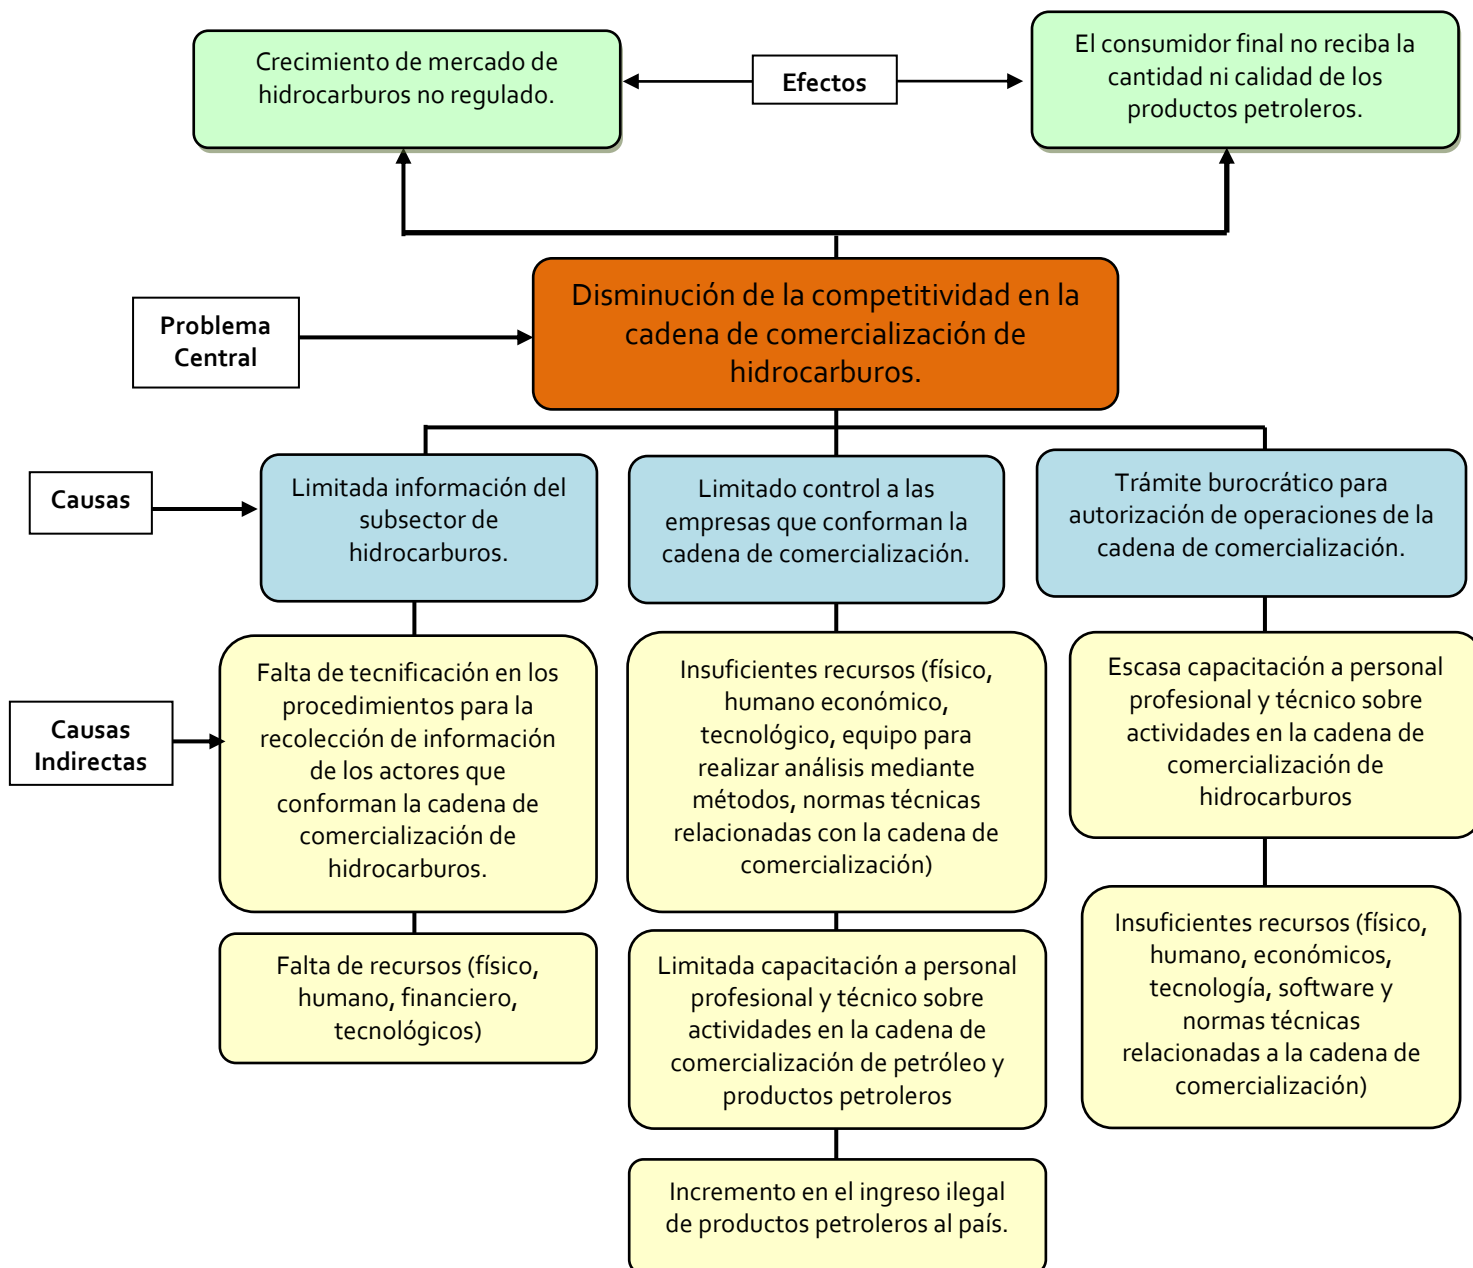 Crecimiento de mercado de
hidrocarburos no regulado.
Efectos
El consumidor final no reciba la
cantidad ni calidad de los
productos petroleros.
Problema
Central
Disminución de la competitividad en la
cadena de comercialización de
hidrocarburos.
Causas
Limitada información del
subsector de
hidrocarburos.
Limitado control a las
empresas que conforman la
cadena de comercialización.
Trámite burocrático para
autorización de operaciones de la
cadena de comercialización.
Causas
Indirectas
Falta de tecnificación en los
procedimientos para la
recolección de información
de los actores que
conforman la cadena de
comercialización de
hidrocarburos.
Insuficientes recursos (físico,
humano económico,
tecnológico, equipo para
realizar análisis mediante
métodos, normas técnicas
relacionadas con la cadena de
comercialización)
Escasa capacitación a personal
profesional y técnico sobre
actividades en la cadena de
comercialización de
hidrocarburos
Falta de recursos (físico,
humano, financiero,
tecnológicos)
Limitada capacitación a personal
profesional y técnico sobre
actividades en la cadena de
comercialización de petróleo y
productos petroleros
Insuficientes recursos (físico,
humano, económicos,
tecnología, software y
normas técnicas
relacionadas a la cadena de
comercialización)
Incremento en el ingreso ilegal
de productos petroleros al país.